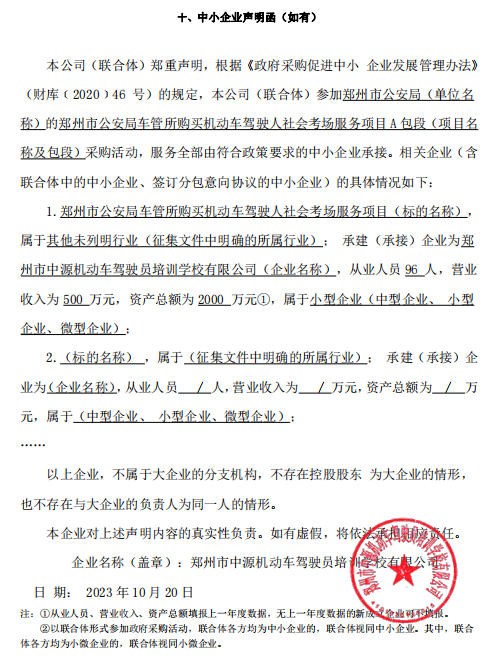 十、中小企业声明函（如有）
本公司（联合体）郑重声明，根据《政府采购促进中小 企业发展管理办法》
（财库﹝2020﹞46 号）的规定，本公司（联合体）参加郑州市公安局（单位名
称）的郑州市公安局车管所购买机动车驾驶人社会考场服务项目A包段（项目名
称及包段）采购活动，服务全部由符合政策要求的中小企业承接。相关企业（含
联合体中的中小企业、签订分包意向协议的中小企业）的具体情况如下：
1.郑州市公安局车管所购买机动车驾驶人社会考场服务项目（标的名称），
属于其他未列明行业（征集文件中明确的所属行业）； 承建（承接）企业为郑
州市中源机动车驾驶员培训学校有限公司（企业名称），从业人员 96 人，营业
收入为 500 万元，资产总额为 2000 万元①，属于小型企业（中型企业、 小型
企业、微型企业）；
2.（标的名称），属于（征集文件中明确的所属行业）； 承建（承接）企
业为（企业名称），从业人员 / 人，营业收入为 / 万元，资产总额为 / 万
元，属于（中型企业、 小型企业、微型企业）；
……
以上企业，不属于大企业的分支机构，不存在控股股东 为大企业的情形，
也不存在与大企业的负责人为同一人的情形。
本企业对上述声明内容的真实性负责。如有虚假，将依法承担相应责任。
企业名称（盖章）：郑州市中源机动车驾驶员培训学校有限公司
日 期： 2023 年 10 月 20 日
注：①从业人员、营业收入、资产总额填报上一年度数据，无上一年度数据的新成立企业可不填报。
②以联合体形式参加政府采购活动，联合体各方均为中小企业的，联合体视同中小企业。其中，联合
体各方均为小微企业的，联合体视同小微企业。
郑州市中源机动车驾驶员培训学校有限公司